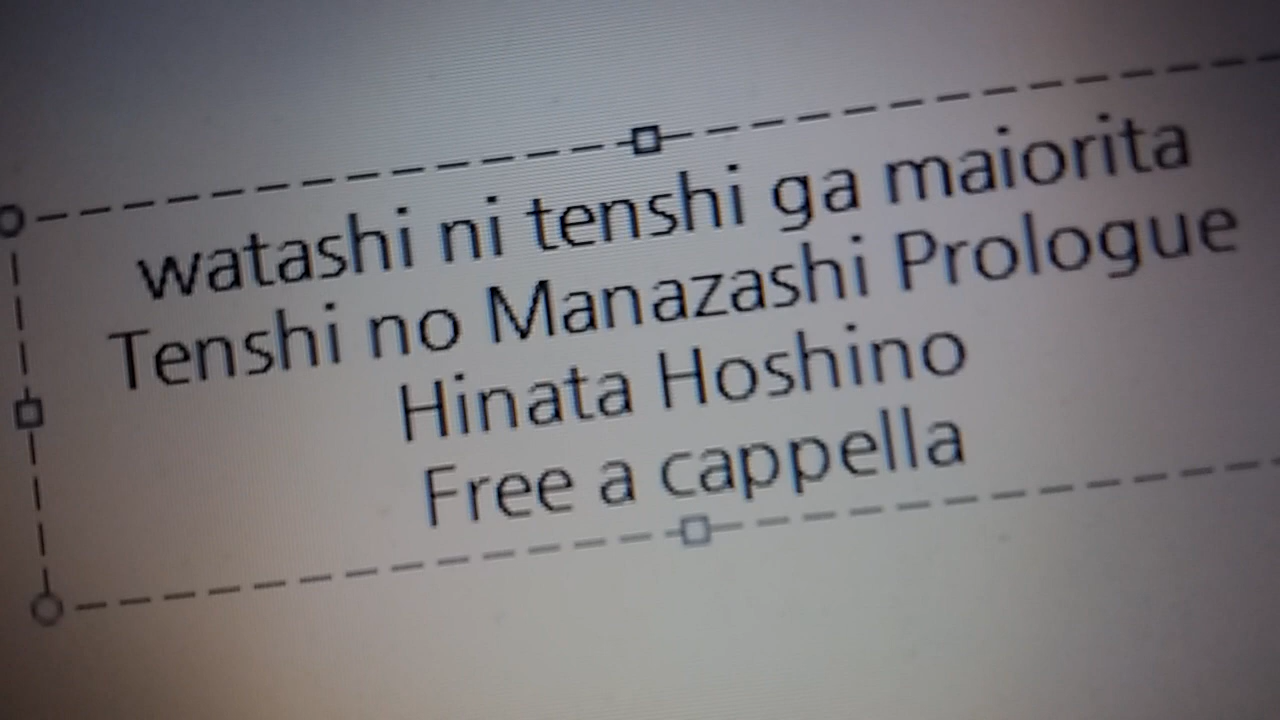 watashi ni tenshi ga maiorita
Tenshi no Manazashi Prologue
Hinata Hoshino
Free a cappella